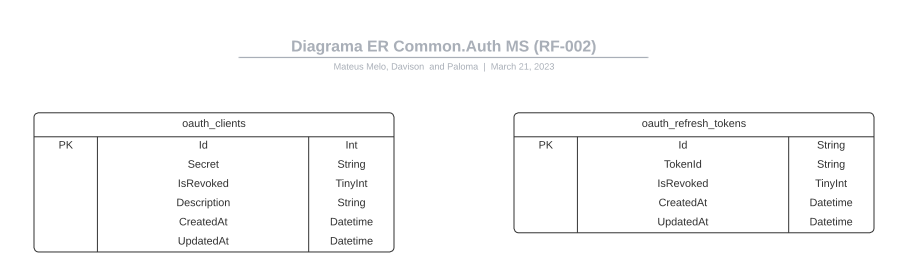 Diagrama ER Common.Auth MS (RF-002)
Mateus Melo, Davison and Paloma | March 21, 2023
oauth_clients
PK Id Int
Secret String
IsRevoked TinyInt
Description String
CreatedAt Datetime
UpdatedAt Datetime
oauth_refresh_tokens
PK Id String
TokenId String
IsRevoked TinyInt
CreatedAt Datetime
UpdatedAt Datetime